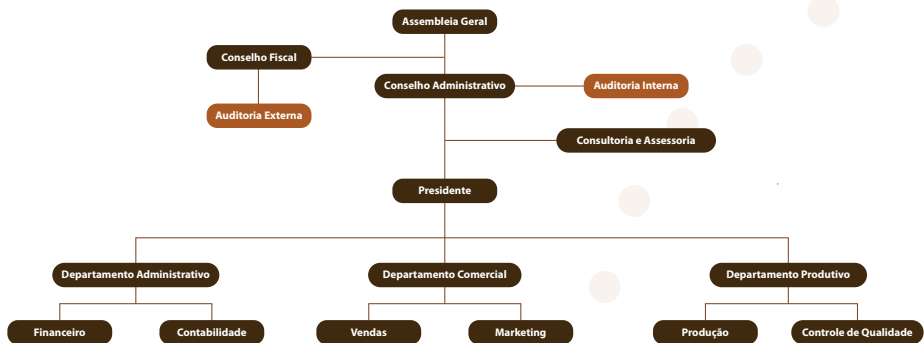 Assembleia Geral
Conselho Fiscal
Conselho Administrativo
Auditoria Interna
Auditoria Externa
Consultoria e Assessoria
Presidente
Departamento Administrativo
Departamento Comercial
Departamento Produtivo
Financeiro
Contabilidade
Vendas
Marketing
Produção
Controle de Qualidade